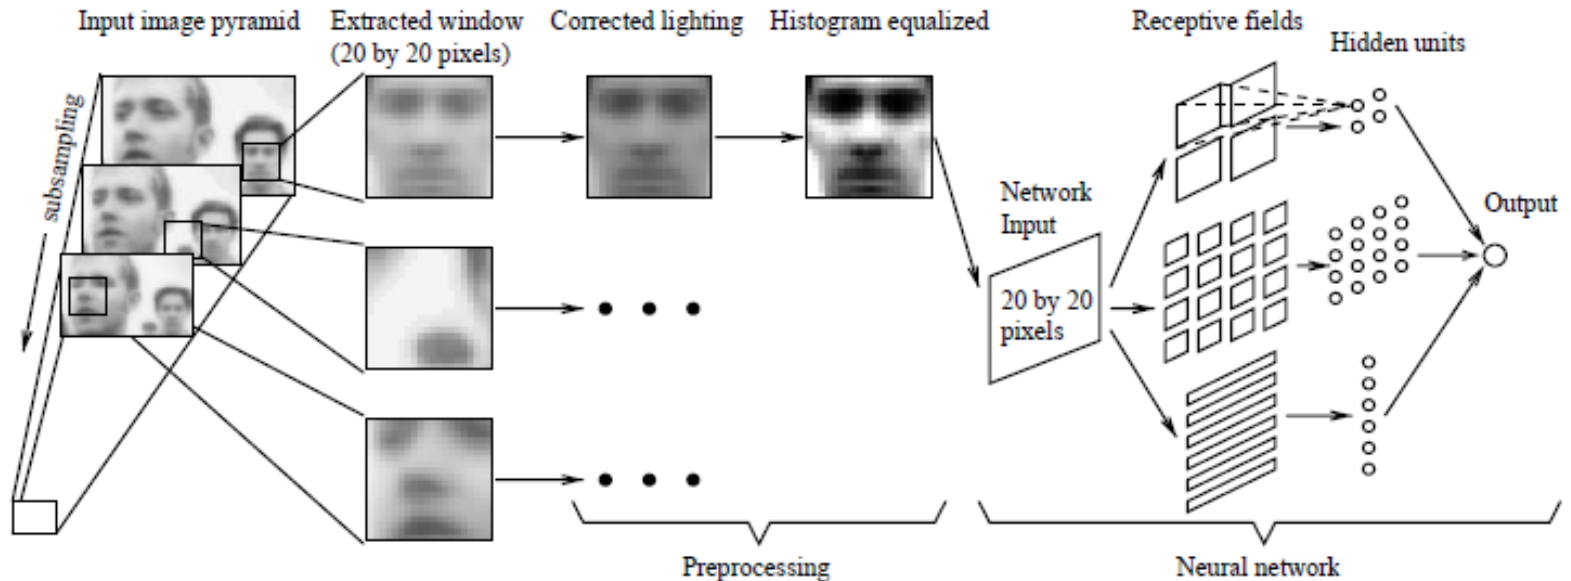 Input image pyramid
Extracted window
(20 by 20 pixels)
Corrected lighting
Histogram equalized
Receptive fields
Hidden units
subsampling
Network
Input
Output
20 by 20
pixels
Preprocessing
Neural network